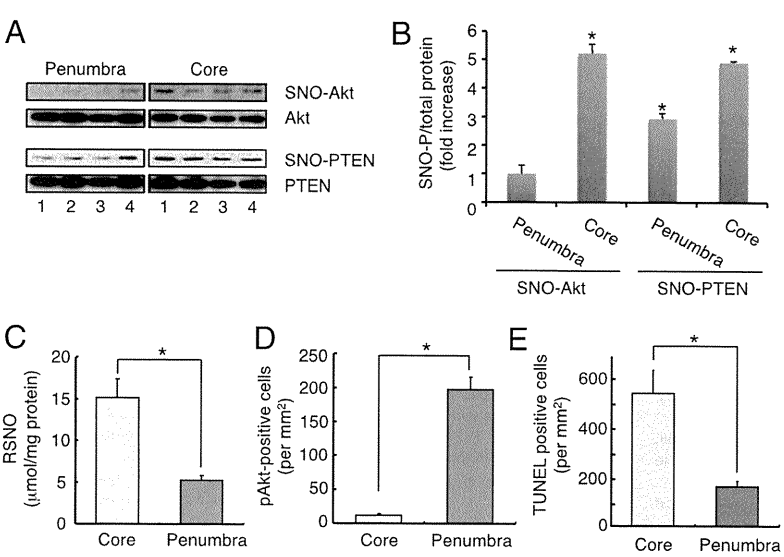 A
Penumbra Core
SNO-Akt
Akt
SNO-PTEN
PTEN
1 2 3 4 1 2 3 4
B
SNO-P/total protein
(fold increase)
6
5
4
3
2
1
0
* * *
Penumbra Core Penumbra Core
SNO-Akt SNO-PTEN
C
RSNO
(μmol/mg protein)
20
15
10
5
0
*
Core Penumbra
D
pAkt-positive cells
(per mm2)
250
200
150
100
50
0
*
Core Penumbra
E
TUNEL positive cells
(per mm2)
600
400
200
0
*
Core Penumbra